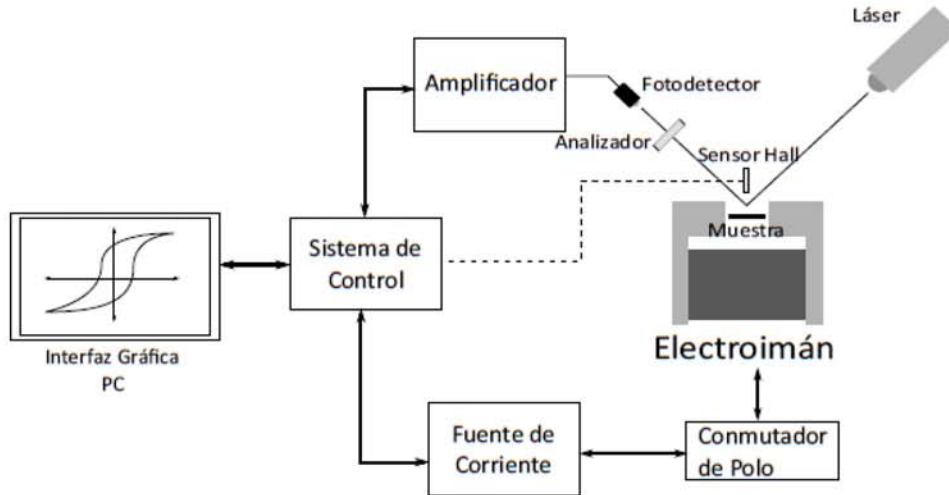 Láser
Amplificador
Fotodetector
Analizador
Sensor Hall
Muestra
Sistema de
Control
Interfaz Gráfica
PC
Electroimán
Fuente de
Corriente
Conmutador
de Polo